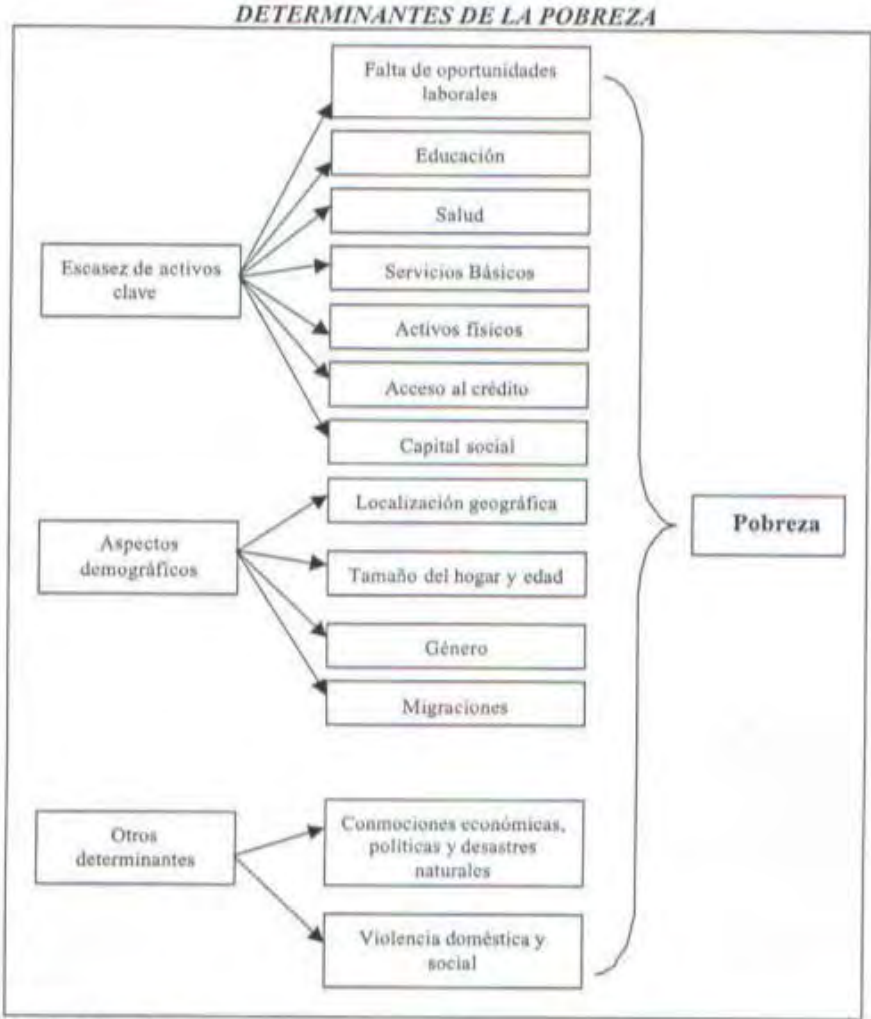 DETERMINANTES DE LA POBREZA
Falta de oportunidades
laborales
Educación
Salud
Escasez de activos
clave
Servicios Básicos
Activos físicos
Acceso al crédito
Capital social
Localización geográfica
Aspectos
demográficos
Tamaño del hogar y edad
Género
Migraciones
Pobreza
Otros
determinantes
Conmociones económicas,
políticas y desastres
naturales
Violencia doméstica y
social